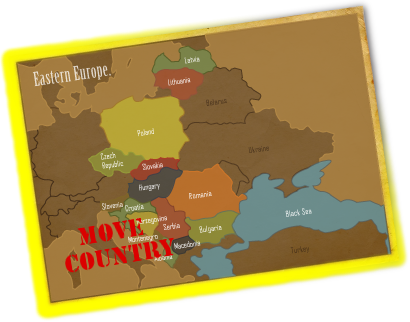 Eastern Europe
Latvia
Lithuania
Belarus
Poland
Ukraine
Czech
Republic
Slovakia
Hungary
Romania
Slovenia
Croatia
Herzegovina
Serbia
Bulgaria
Black Sea
Montenegro
Macedonia
Albania
Turkey
MOVE
COUNTRY